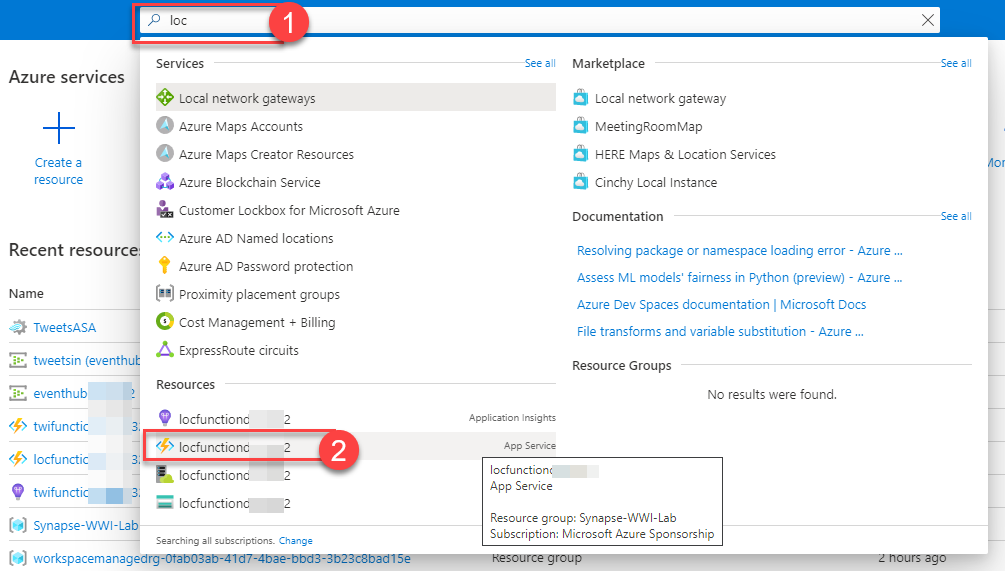 loc
1
Azure services
Create a
resource
Mor
Services
See all
Local network gateways
Azure Maps Accounts
Azure Maps Creator Resources
Azure Blockchain Service
Customer Lockbox for Microsoft Azure
Azure AD Named locations
Azure AD Password protection
Proximity placement groups
Cost Management + Billing
ExpressRoute circuits
Resources
locfunctiond 2
Application Insights
locfunctiond 2
App Service
2
locfunctiond 2
locfunctiond 2
Searching all subscriptions. Change
Marketplace
See all
Local network gateway
MeetingRoomMap
HERE Maps & Location Services
Cinchy Local Instance
Documentation
See all
Resolving package or namespace loading error - Azure ...
Assess ML models' fairness in Python (preview) - Azure ...
Azure Dev Spaces documentation | Microsoft Docs
File transforms and variable substitution - Azure ...
Resource Groups
No results were found.
locfunctiond
App Service
Resource group: Synapse-WWI-Lab
Subscription: Microsoft Azure Sponsorship
Recent resources
Name
TweetsASA
tweetsin (eventhub
eventhub 2
twifunctic 32
locfunctio 32
twifunctic 3.
Synapse-WWI-Lab
workspacemanagedrg-0fab03ab-41d7-4bae-bbd3-3b23c8bad15e
Resource group
2 hours ago